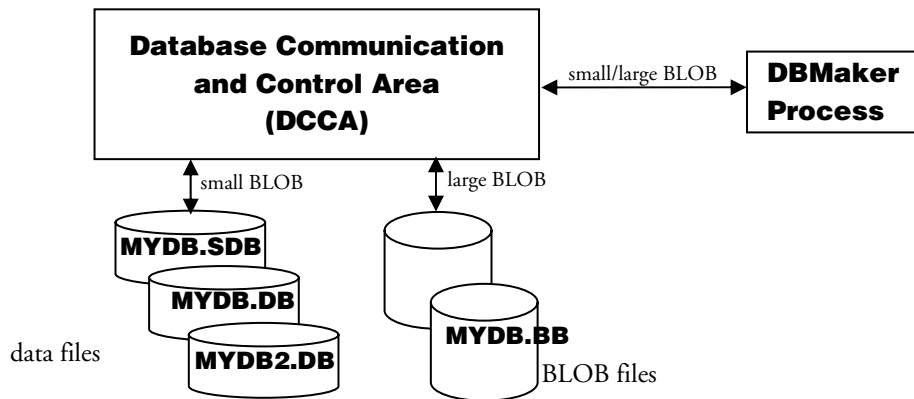 Database Communication
and Control Area
(DCCA)
small/large BLOB
DBMaker
Process
small BLOB
large BLOB
MYDB.SDB
MYDB.DB
MYDB2.DB
MYDB.BB
data files
BLOB files